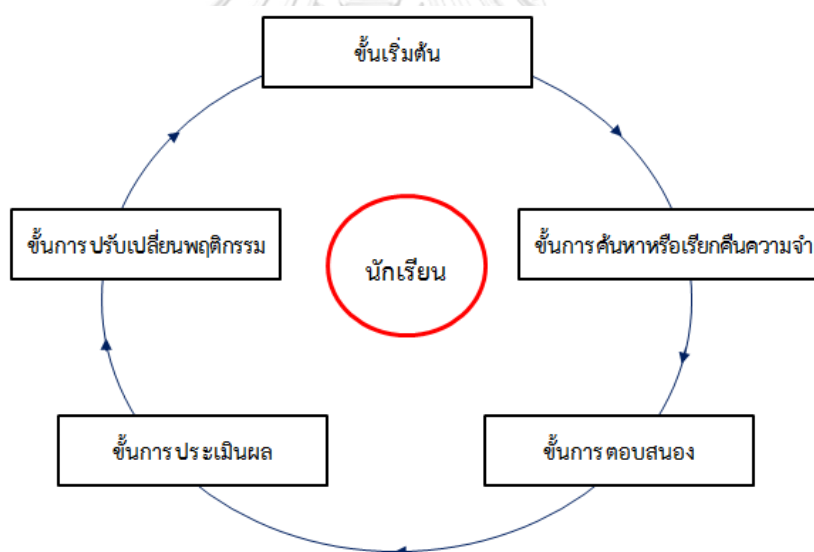 ขั้นเริ่มต้น
ขั้นการปรับเปลี่ยนพฤติกรรม
นักเรียน
ขั้นการค้นหาหรือเรียกคืนความจำ
ขั้นการประเมินผล
ขั้นการตอบสนอง